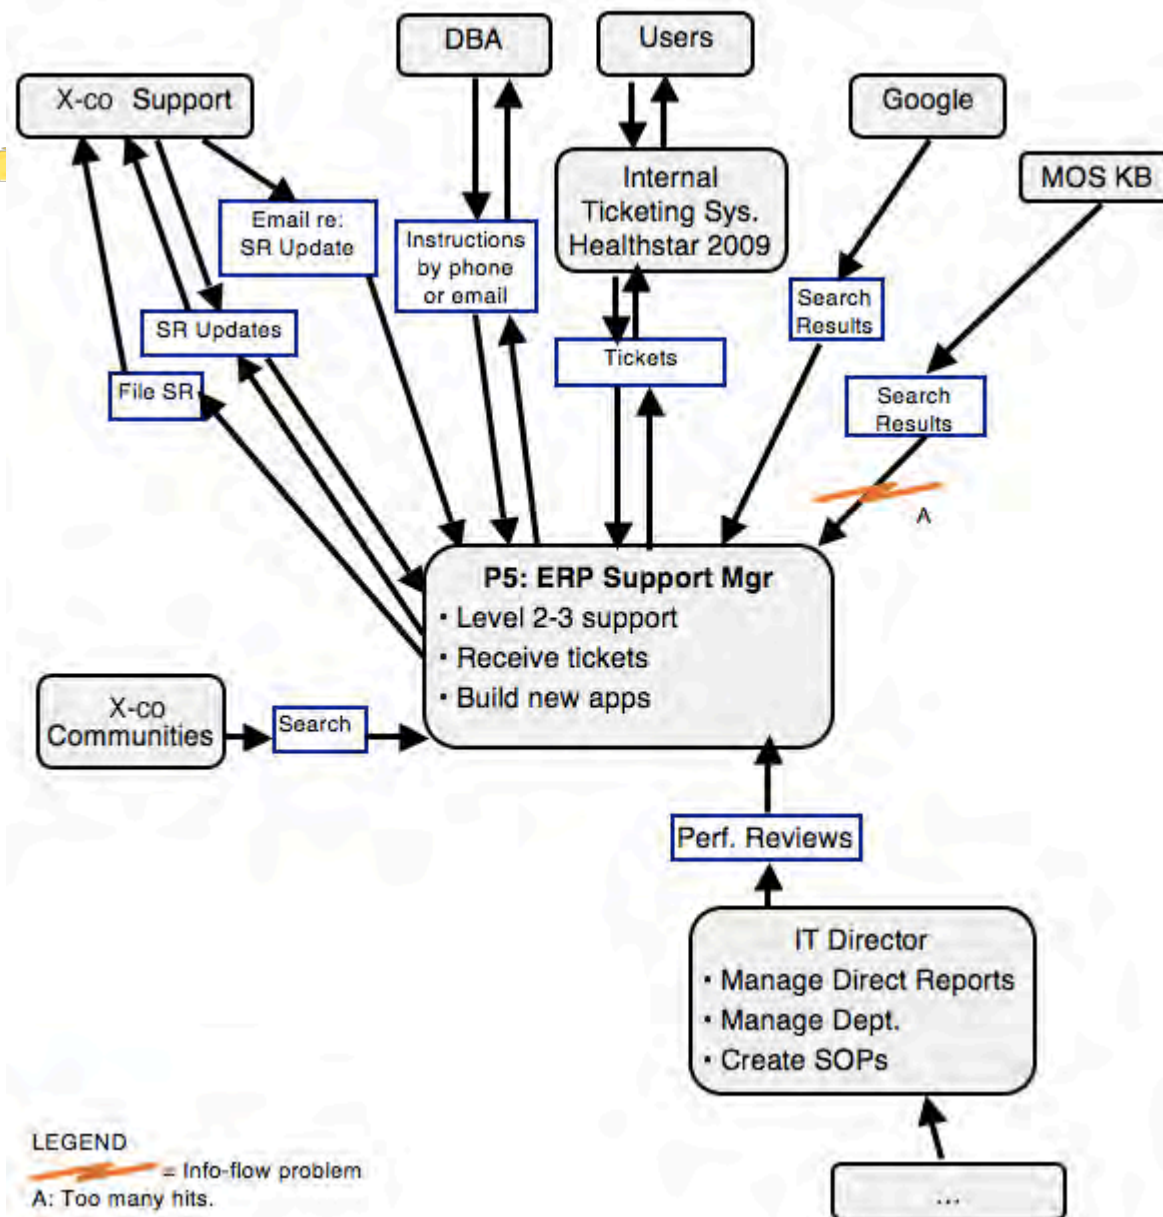 DBA
Users
X-co Support
Google
MOS KB
Internal
Ticketing Sys.
Healthstar 2009
Email re:
SR Update
Instructions
by phone
or email
Search
Results
SR Updates
Tickets
File SR
Search
Results
A
P5: ERP Support Mgr
· Level 2-3 support
· Receive tickets
· Build new apps
X-co
Communities
Search
Perf. Reviews
IT Director
· Manage Direct Reports
· Manage Dept.
· Create SOPs
LEGEND
= Info-flow problem
A: Too many hits.
...